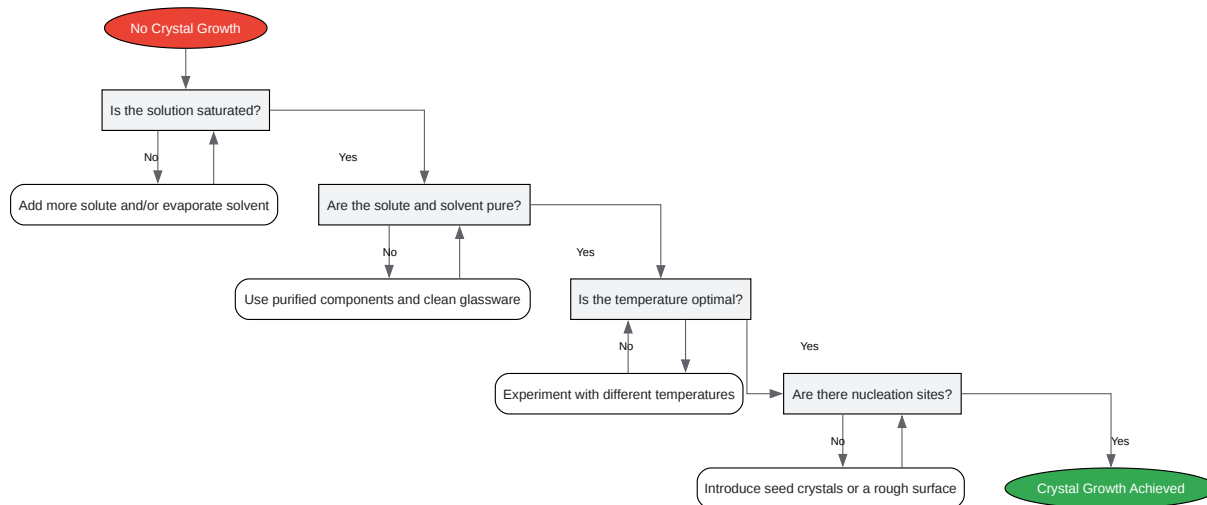 No Crystal Growth
Is the solution saturated?
No
Yes
Add more solute and/or evaporate solvent
Are the solute and solvent pure?
No
Yes
Use purified components and clean glassware
Is the temperature optimal?
No
Yes
Experiment with different temperatures
Are there nucleation sites?
No
Yes
Introduce seed crystals or a rough surface
Crystal Growth Achieved